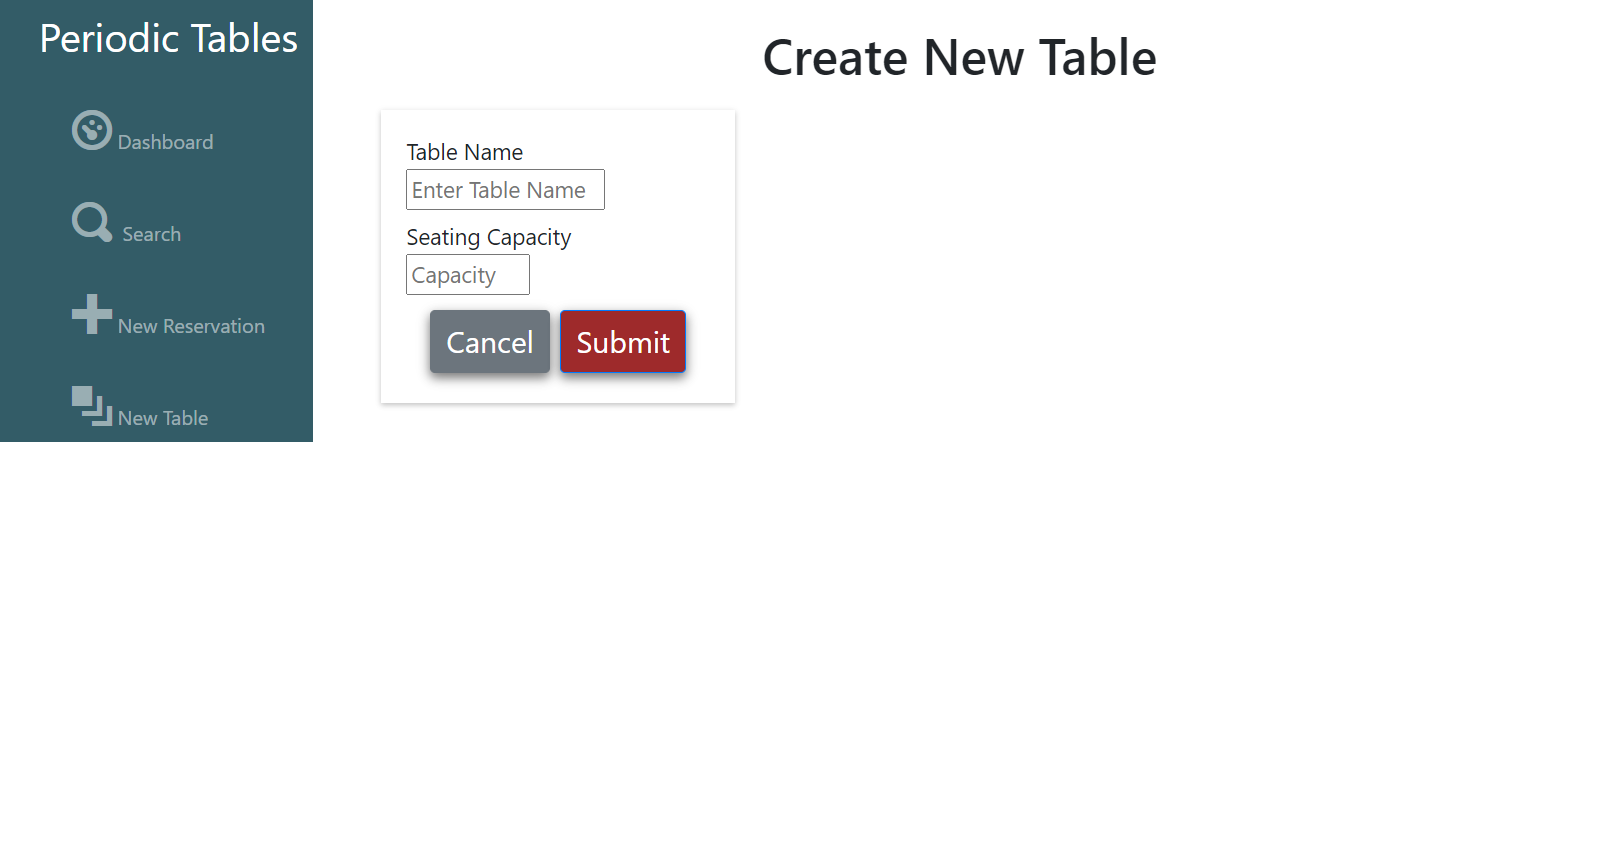 Periodic Tables
Dashboard
Search
New Reservation
New Table
Create New Table
Table Name
Enter Table Name
Seating Capacity
Capacity
Cancel Submit